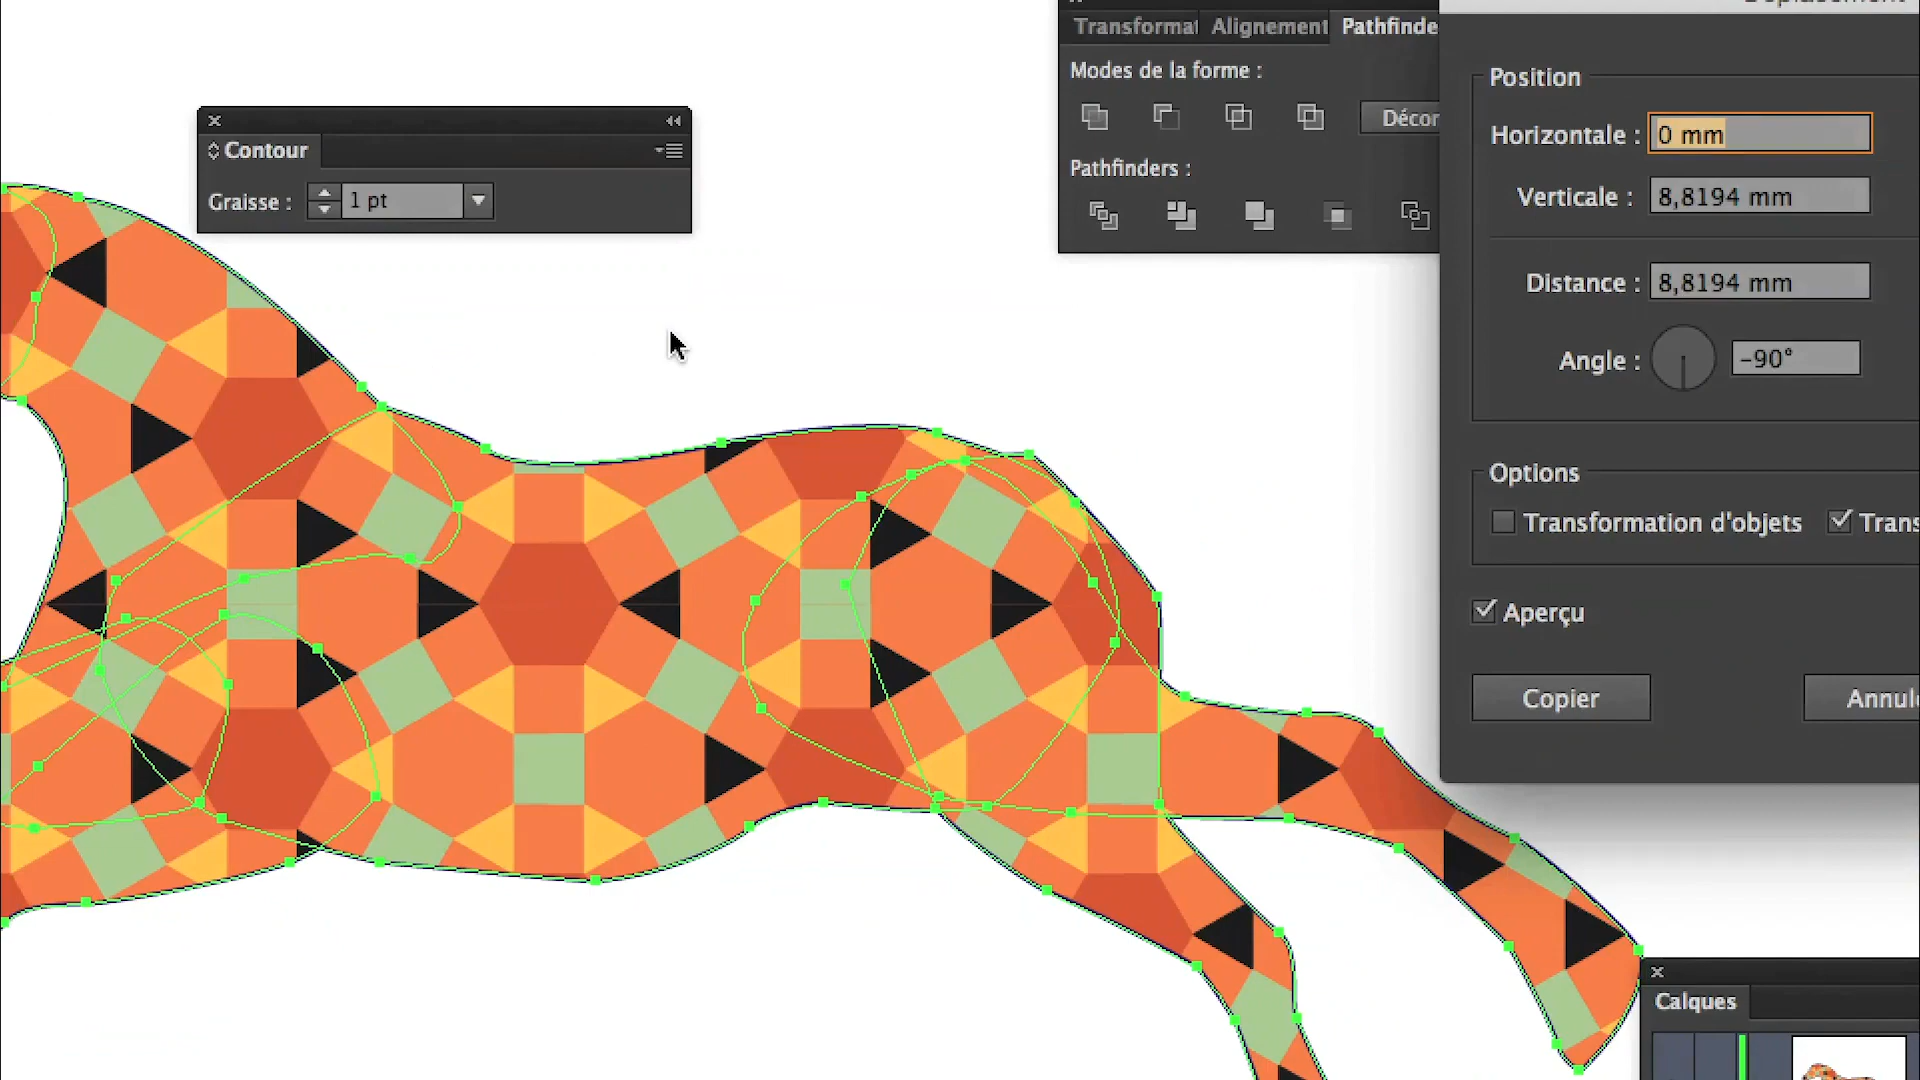 Transformat Alignement Pathfinde
Modes de la forme :
Décor
Pathfinders :
Contour
Graisse : 1 pt
Position
Horizontale : 0 mm
Verticale : 8,8194 mm
Distance : 8,8194 mm
Angle : -90°
Options
Transformation d'objets Trans
Aperçu
Copier Annul
Calques